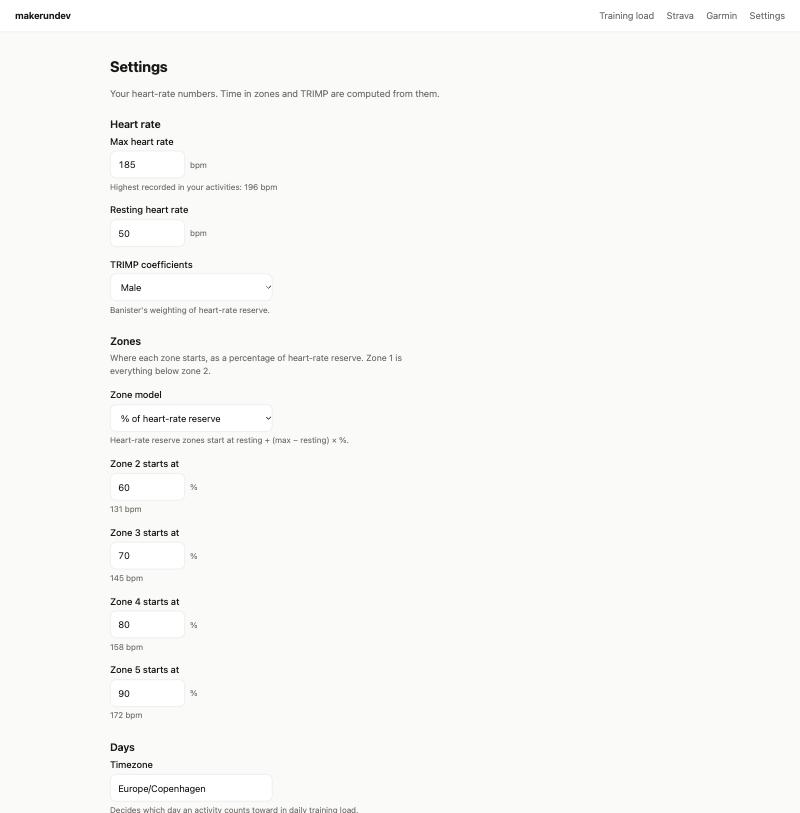 makerundev
Training load Strava Garmin Settings
Settings
Your heart-rate numbers. Time in zones and TRIMP are computed from them.
Heart rate
Max heart rate
185 bpm
Highest recorded in your activities: 196 bpm
Resting heart rate
50 bpm
TRIMP coefficients
Male
Banister's weighting of heart-rate reserve.
Zones
Where each zone starts, as a percentage of heart-rate reserve. Zone 1 is
everything below zone 2.
Zone model
% of heart-rate reserve
Heart-rate reserve zones start at resting + (max − resting) × %.
Zone 2 starts at
60 %
131 bpm
Zone 3 starts at
70 %
145 bpm
Zone 4 starts at
80 %
158 bpm
Zone 5 starts at
90 %
172 bpm
Days
Timezone
Europe/Copenhagen
Decides which day an activity counts toward in daily training load.